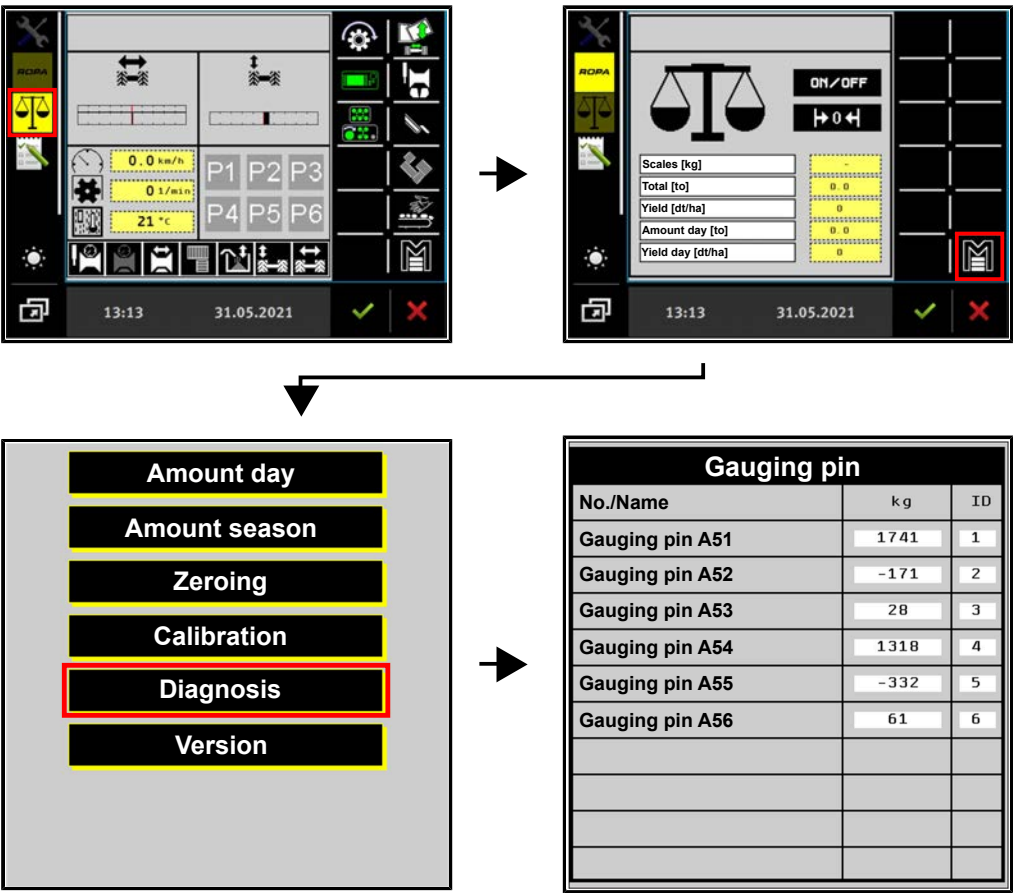 ROPA
0.0 km/h
0 1/min
21 °C
P1 P2 P3
P4 P5 P6
13:13 31.05.2021
ROPA
ON/OFF
0
Scales [kg] -
Total [to] 0.0
Yield [dt/ha] 0
Amount day [to] 0.0
Yield day [dt/ha] 0
13:13 31.05.2021
Amount day
Amount season
Zeroing
Calibration
Diagnosis
Version
Gauging pin
No./Name kg ID
Gauging pin A51 1741 1
Gauging pin A52 -171 2
Gauging pin A53 28 3
Gauging pin A54 1318 4
Gauging pin A55 -332 5
Gauging pin A56 61 6